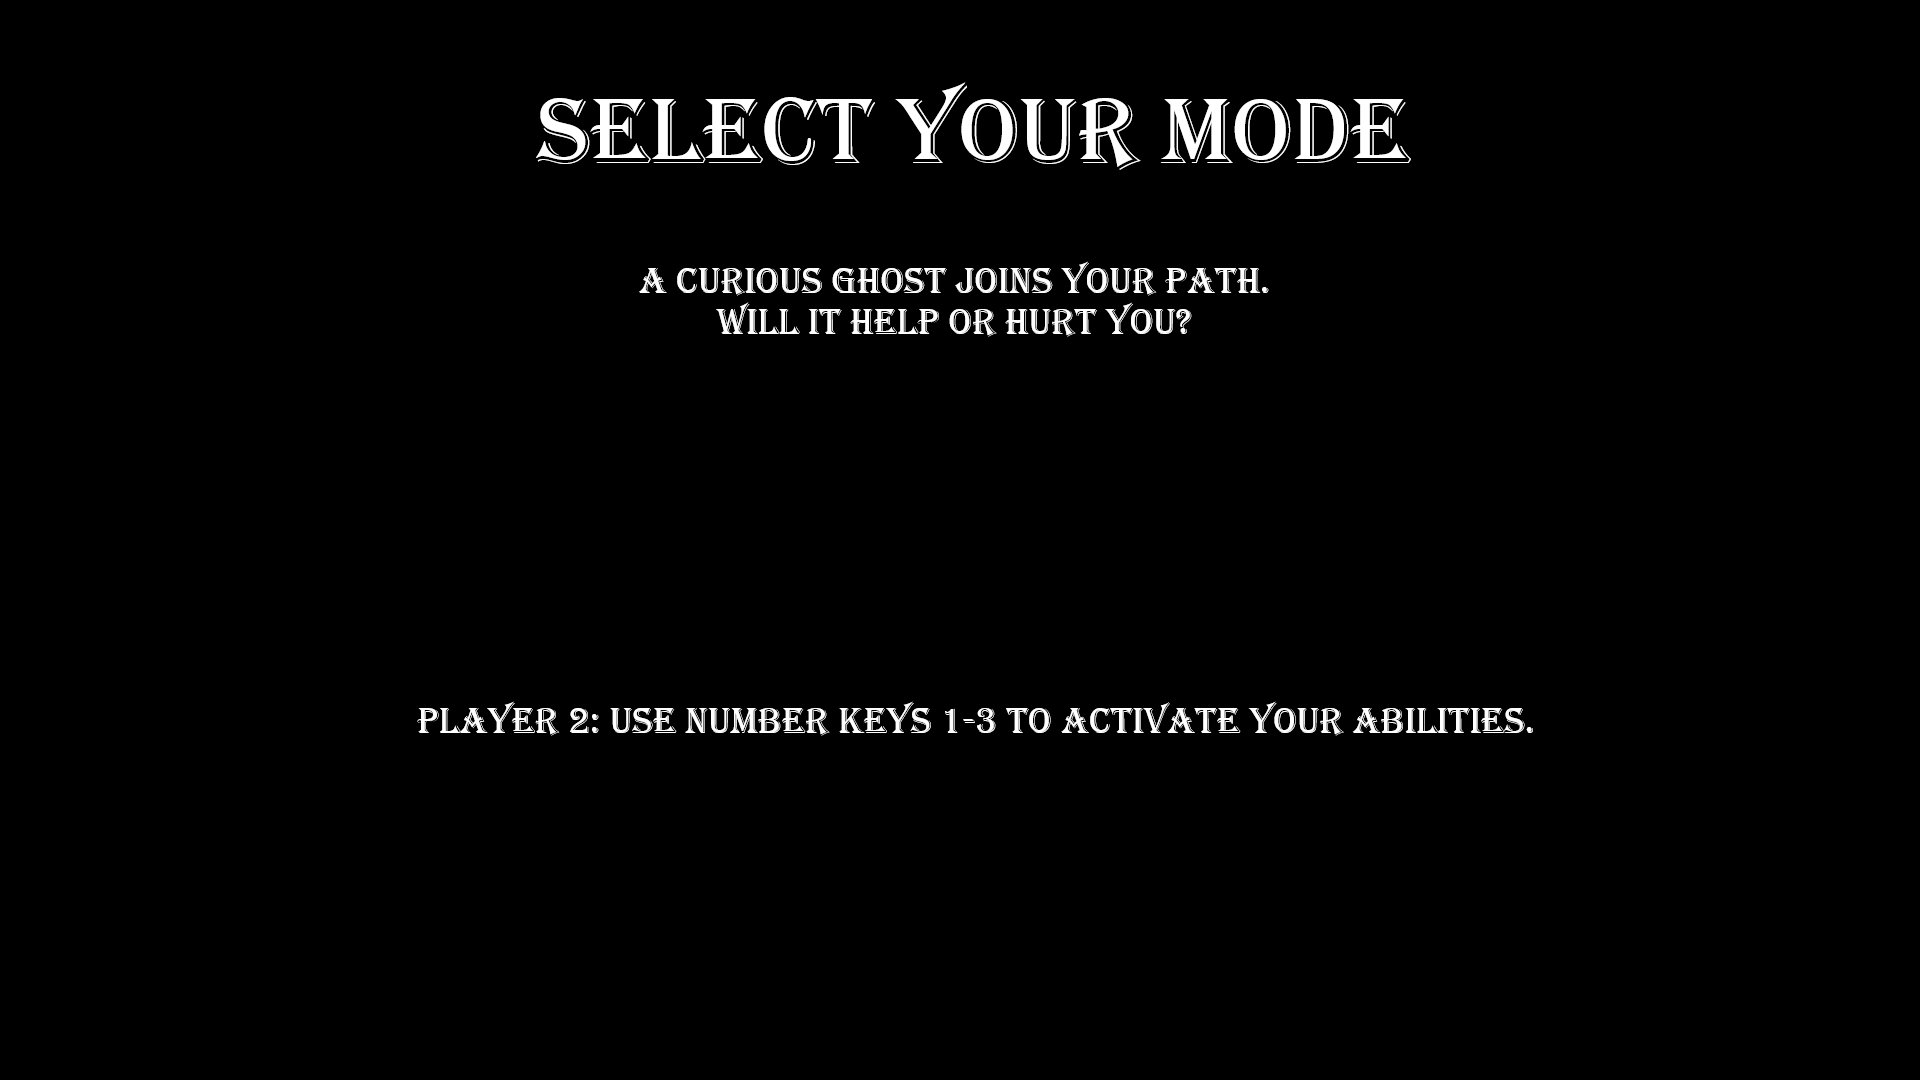 SELECT YOUR MODE
A CURIOUS GHOST JOINS YOUR PATH.
WILL IT HELP OR HURT YOU?
PLAYER 2: USE NUMBER KEYS 1-3 TO ACTIVATE YOUR ABILITIES.